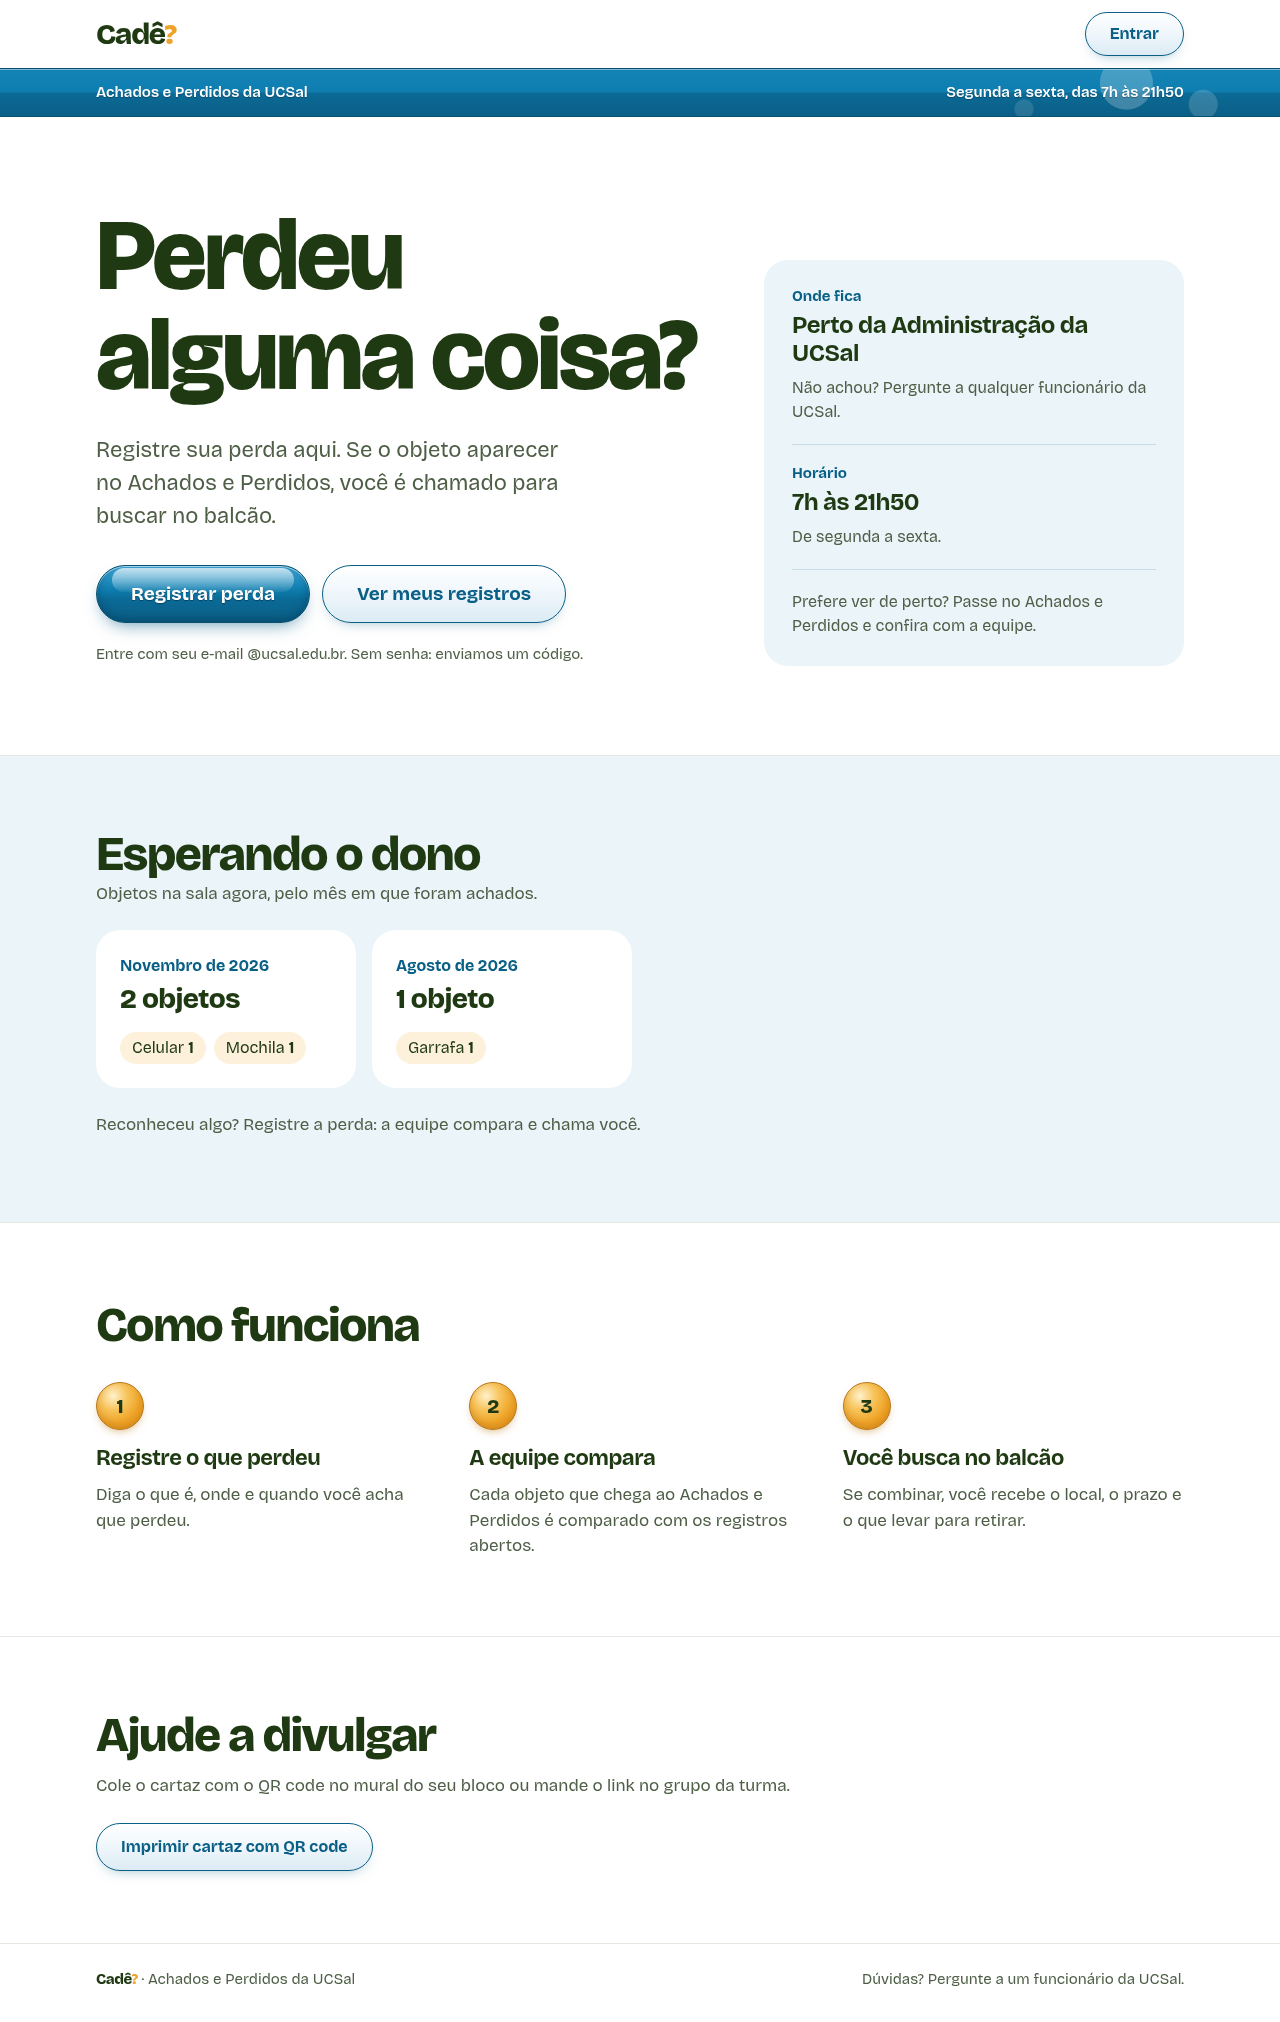 Cadê?
Entrar
Achados e Perdidos da UCSal
Segunda a sexta, das 7h às 21h50
Perdeu
alguma coisa?
Registre sua perda aqui. Se o objeto aparecer
no Achados e Perdidos, você é chamado para
buscar no balcão.
Registrar perda
Ver meus registros
Entre com seu e-mail @ucsal.edu.br. Sem senha: enviamos um código.
Onde fica
Perto da Administração da
UCSal
Não achou? Pergunte a qualquer funcionário da
UCSal.
Horário
7h às 21h50
De segunda a sexta.
Prefere ver de perto? Passe no Achados e
Perdidos e confira com a equipe.
Esperando o dono
Objetos na sala agora, pelo mês em que foram achados.
Novembro de 2026
2 objetos
Celular 1
Mochila 1
Agosto de 2026
1 objeto
Garrafa 1
Reconheceu algo? Registre a perda: a equipe compara e chama você.
Como funciona
1
Registre o que perdeu
Diga o que é, onde e quando você acha
que perdeu.
2
A equipe compara
Cada objeto que chega ao Achados e
Perdidos é comparado com os registros
abertos.
3
Você busca no balcão
Se combinar, você recebe o local, o prazo e
o que levar para retirar.
Ajude a divulgar
Cole o cartaz com o QR code no mural do seu bloco ou mande o link no grupo da turma.
Imprimir cartaz com QR code
Cadê? · Achados e Perdidos da UCSal
Dúvidas? Pergunte a um funcionário da UCSal.